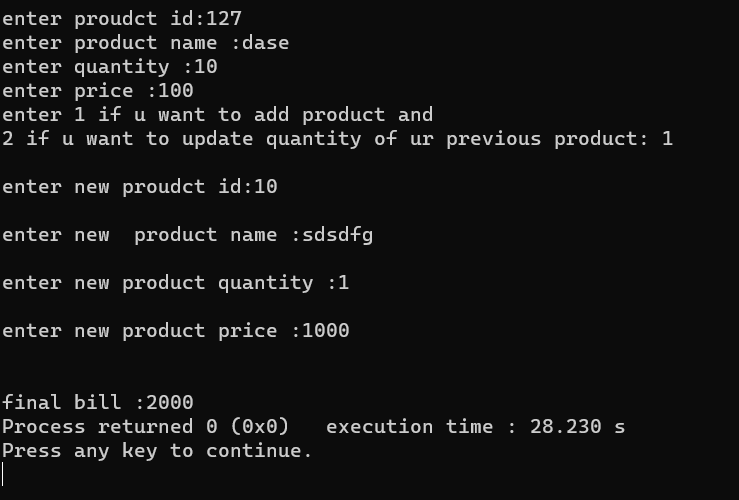 enter proudct id:127
enter product name :dase
enter quantity :10
enter price :100
enter 1 if u want to add product and
2 if u want to update quantity of ur previous product: 1
enter new proudct id:10
enter new  product name :sdsdfg
enter new product quantity :1
enter new product price :1000
final bill :2000
Process returned 0 (0x0)   execution time : 28.230 s
Press any key to continue.